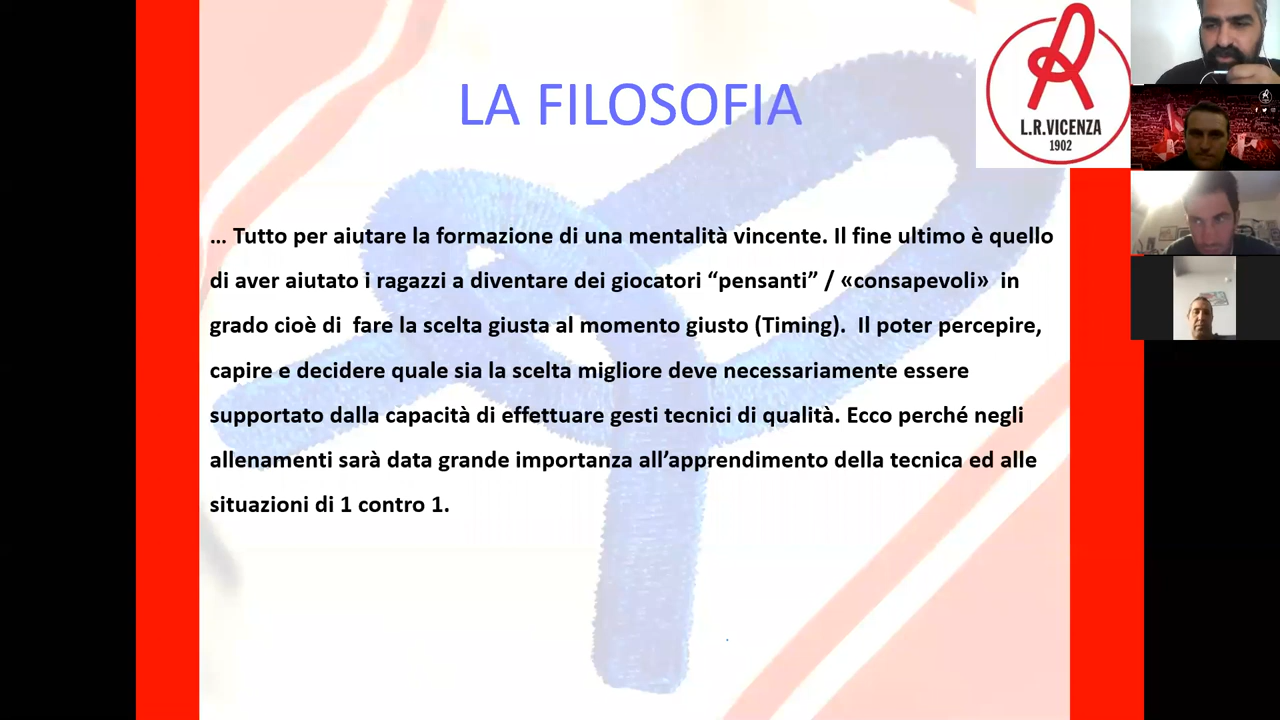 LA FILOSOFIA
L.R.VICENZA
1902
… Tutto per aiutare la formazione di una mentalità vincente. Il fine ultimo è quello
di aver aiutato i ragazzi a diventare dei giocatori “pensanti” / «consapevoli» in
grado cioè di fare la scelta giusta al momento giusto (Timing). Il poter percepire,
capire e decidere quale sia la scelta migliore deve necessariamente essere
supportato dalla capacità di effettuare gesti tecnici di qualità. Ecco perché negli
allenamenti sarà data grande importanza all’apprendimento della tecnica ed alle
situazioni di 1 contro 1.